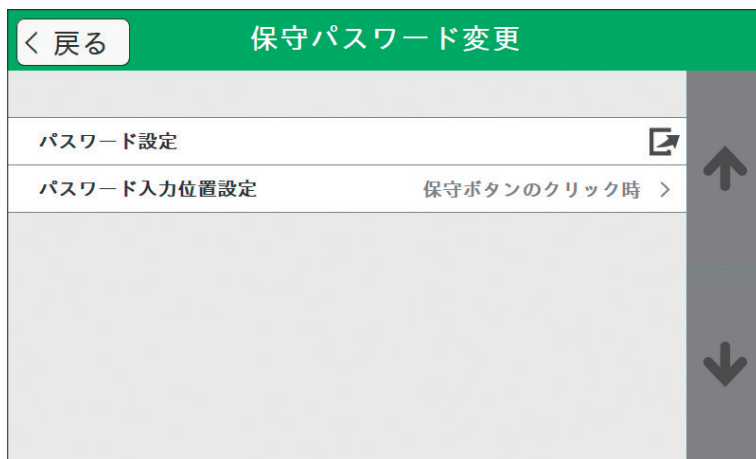 戻る
保守パスワード変更
パスワード設定
パスワード入力位置設定
保守ボタンのクリック時